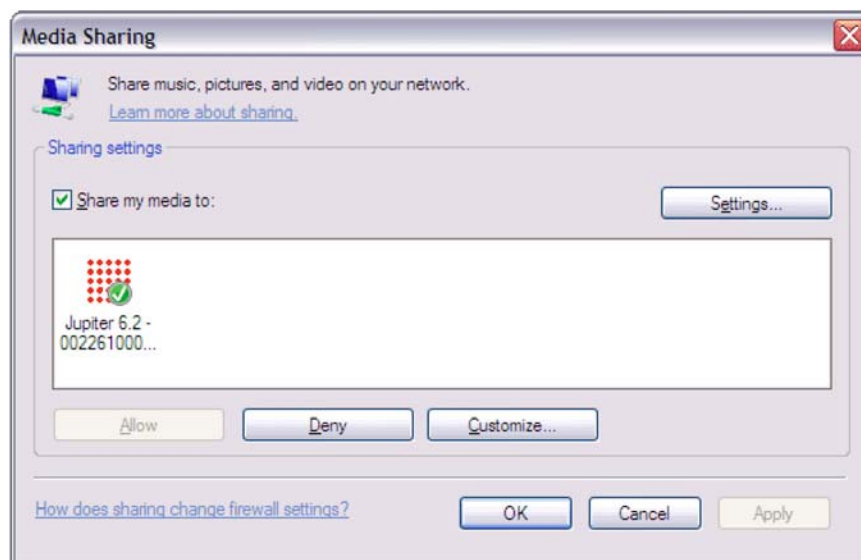 Media Sharing
Share music, pictures, and video on your network.
Learn more about sharing.
Sharing settings
Share my media to:
Settings...
Jupiter 6.2 -
002261000...
Allow
Deny
Customize...
How does sharing change firewall settings?
OK
Cancel
Apply